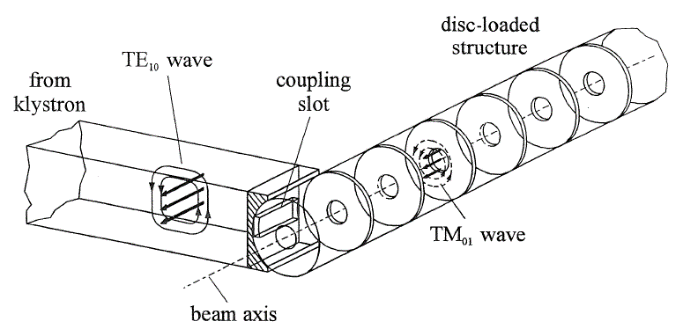 disc-loaded
structure
TE₁₀ wave
from
klystron
coupling
slot
TM₀₁ wave
beam axis